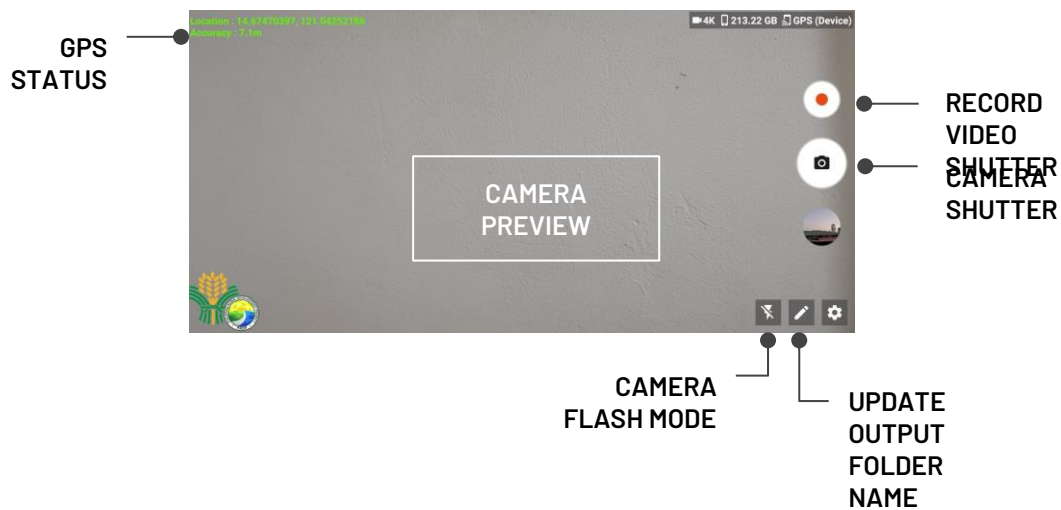 Location : 14.67470397, 121.04252186
Accuracy : 7.1m
4K 213.22 GB GPS (Device)
GPS
STATUS
RECORD
VIDEO
SHUTTER
CAMERA
SHUTTER
CAMERA
PREVIEW
CAMERA
FLASH MODE
UPDATE
OUTPUT
FOLDER
NAME